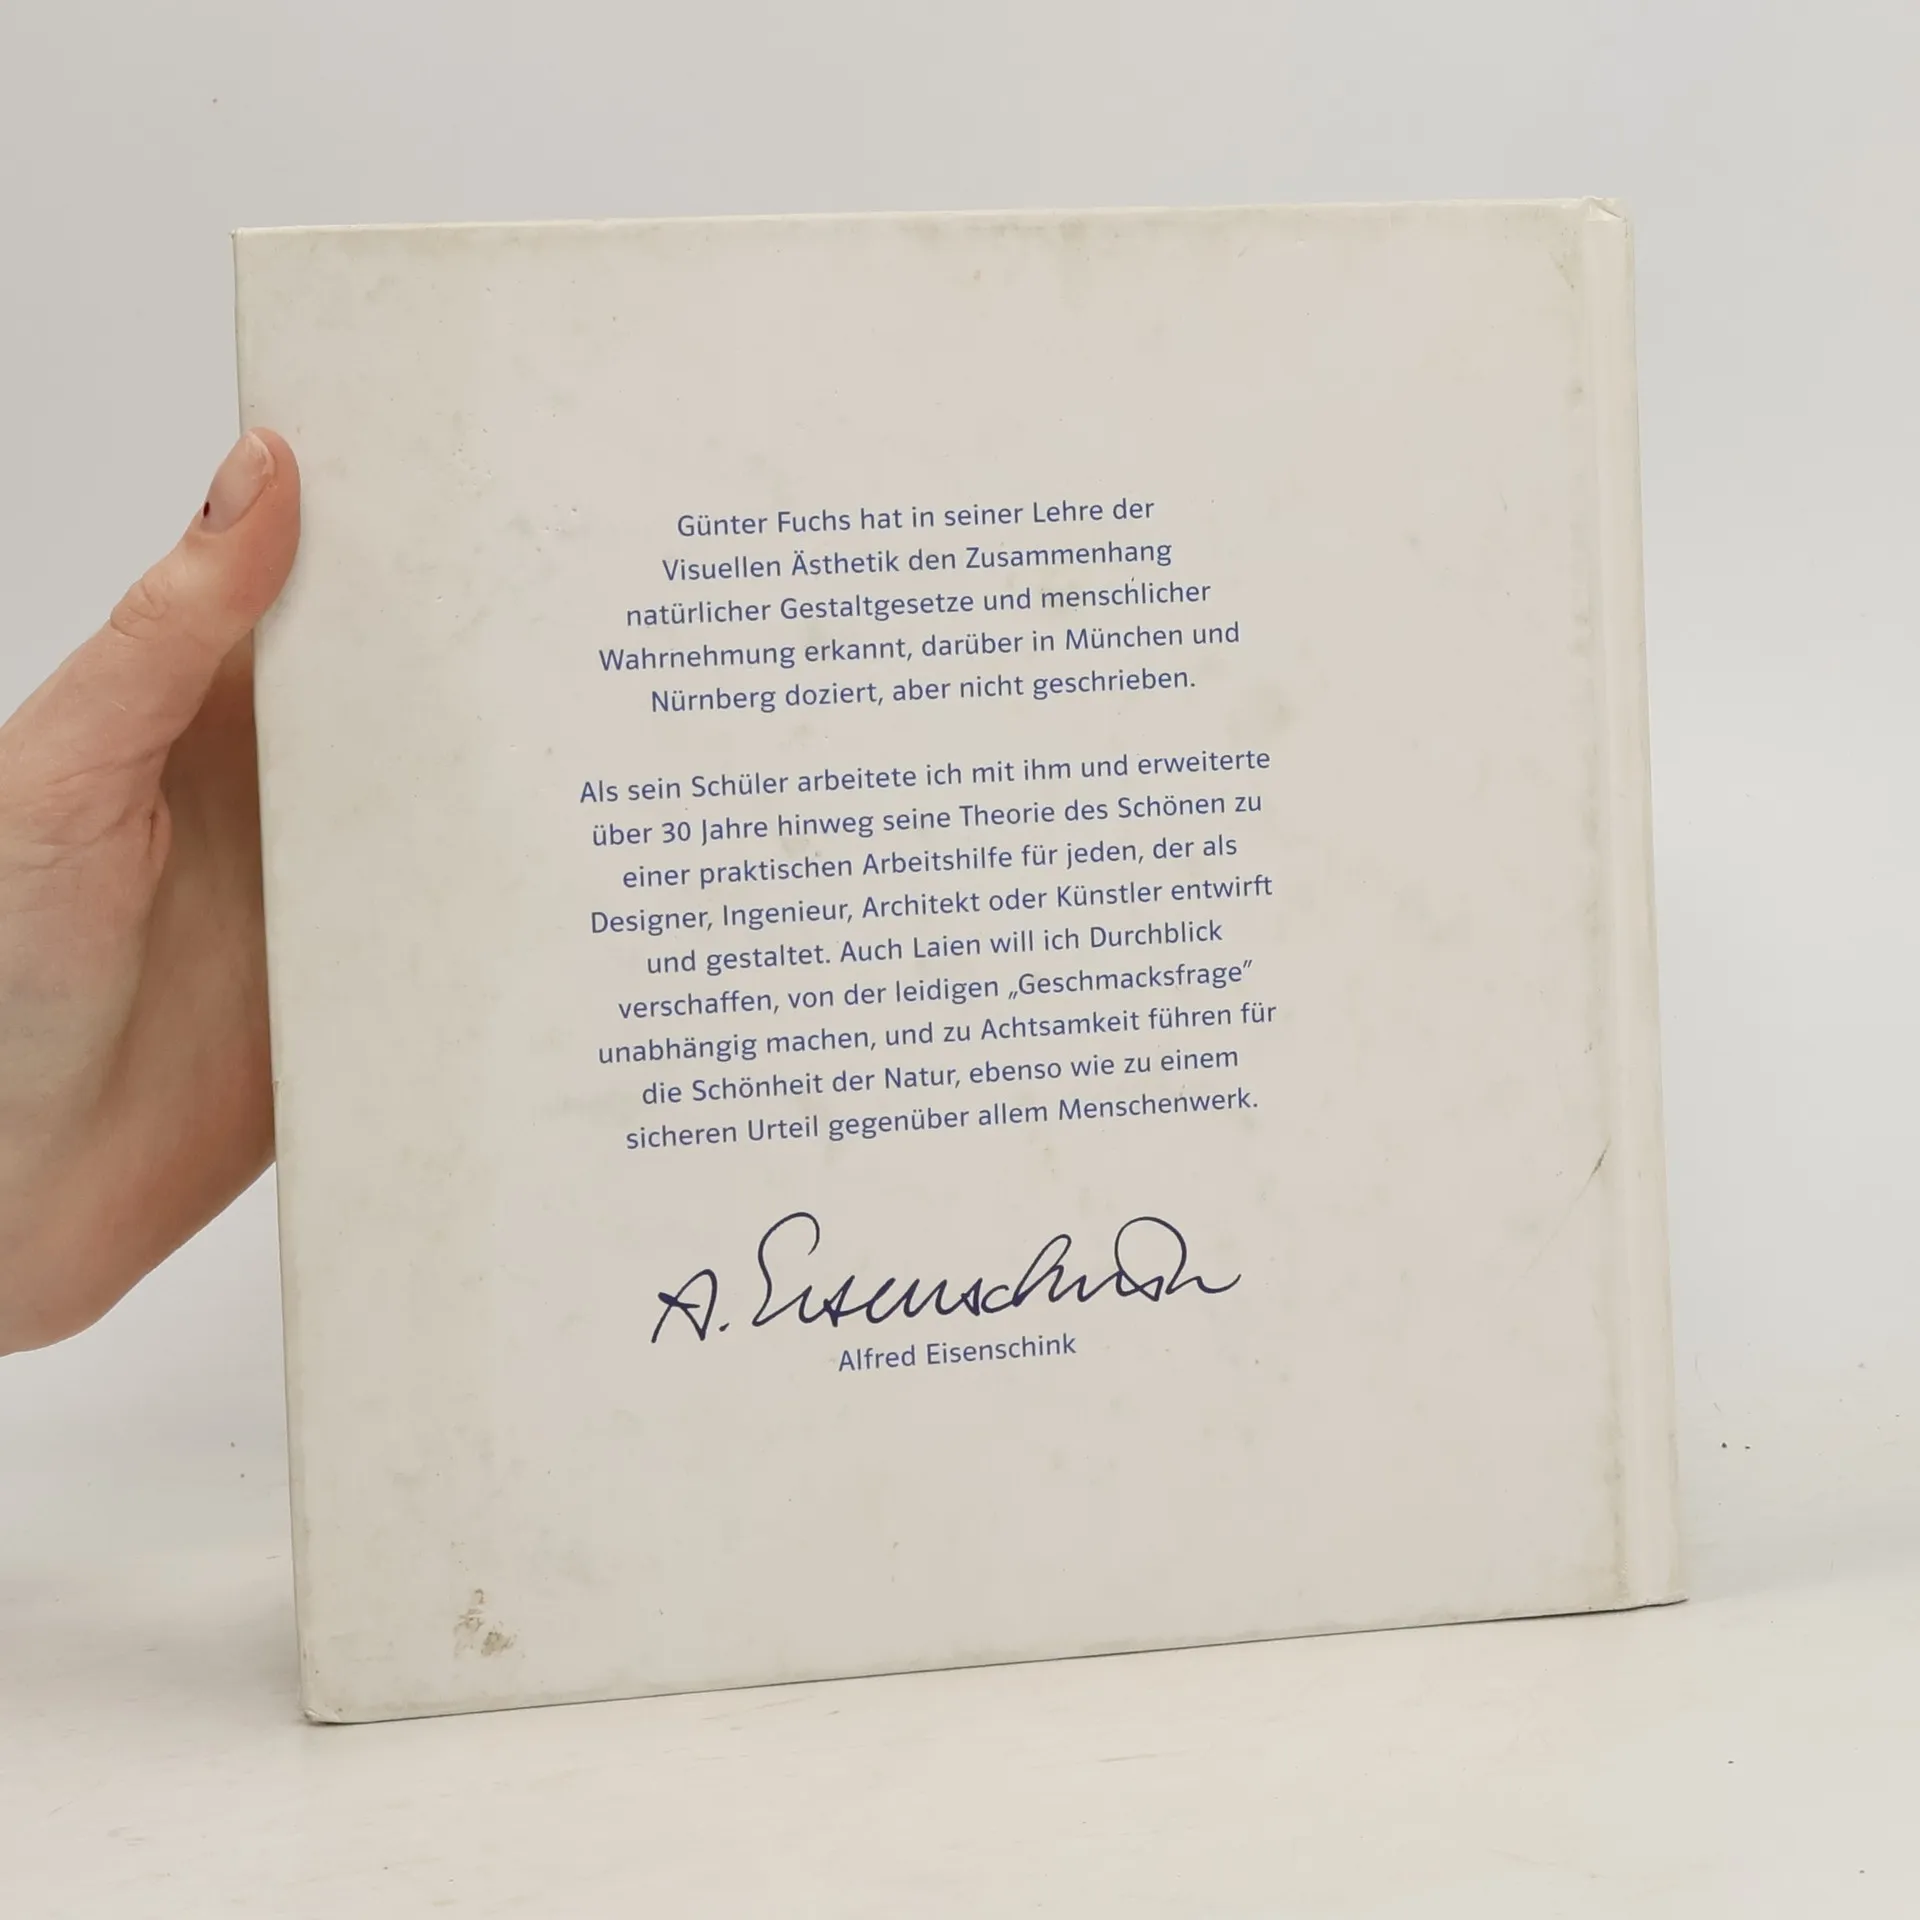 Günter Fuchs hat in seiner Lehre der
Visuellen Ästhetik den Zusammenhang
natürlicher Gestaltgesetze und menschlicher
Wahrnehmung erkannt, darüber in München und
Nürnberg doziert, aber nicht geschrieben.
Als sein Schüler arbeitete ich mit ihm und erweiterte
über 30 Jahre hinweg seine Theorie des Schönen zu
einer praktischen Arbeitshilfe für jeden, der als
Designer, Ingenieur, Architekt oder Künstler entwirft
und gestaltet. Auch Laien will ich Durchblick
verschaffen, von der leidigen „Geschmacksfrage”
unabhängig machen, und zu Achtsamkeit führen für
die Schönheit der Natur, ebenso wie zu einem
sicheren Urteil gegenüber allem Menschenwerk.
A. Eisenschink
Alfred Eisenschink